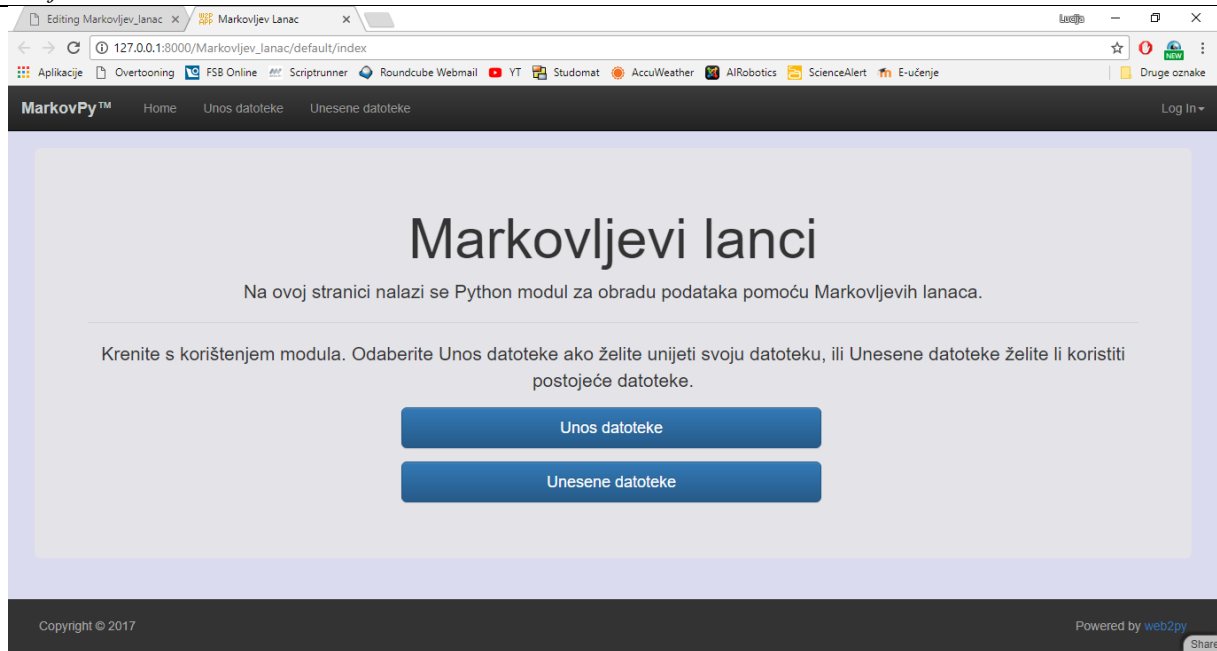 Editing Markovljev_lanac
Markovljev Lanac
Lucija
127.0.0.1:8000/Markovljev_lanac/default/index
Aplikacije Overtooning FSB Online Scriptrunner Roundcube Webmail YT Studomat AccuWeather AIRobotics ScienceAlert E-učenje Druge oznake
NEW
MarkovPy™ Home Unos datoteke Unesene datoteke Log In
Markovljevi lanci
Na ovoj stranici nalazi se Python modul za obradu podataka pomoću Markovljevih lanaca.
Krenite s korištenjem modula. Odaberite Unos datoteke ako želite unijeti svoju datoteku, ili Unesene datoteke želite li koristiti
postojeće datoteke.
Unos datoteke
Unesene datoteke
Copyright © 2017 Powered by web2py
Share